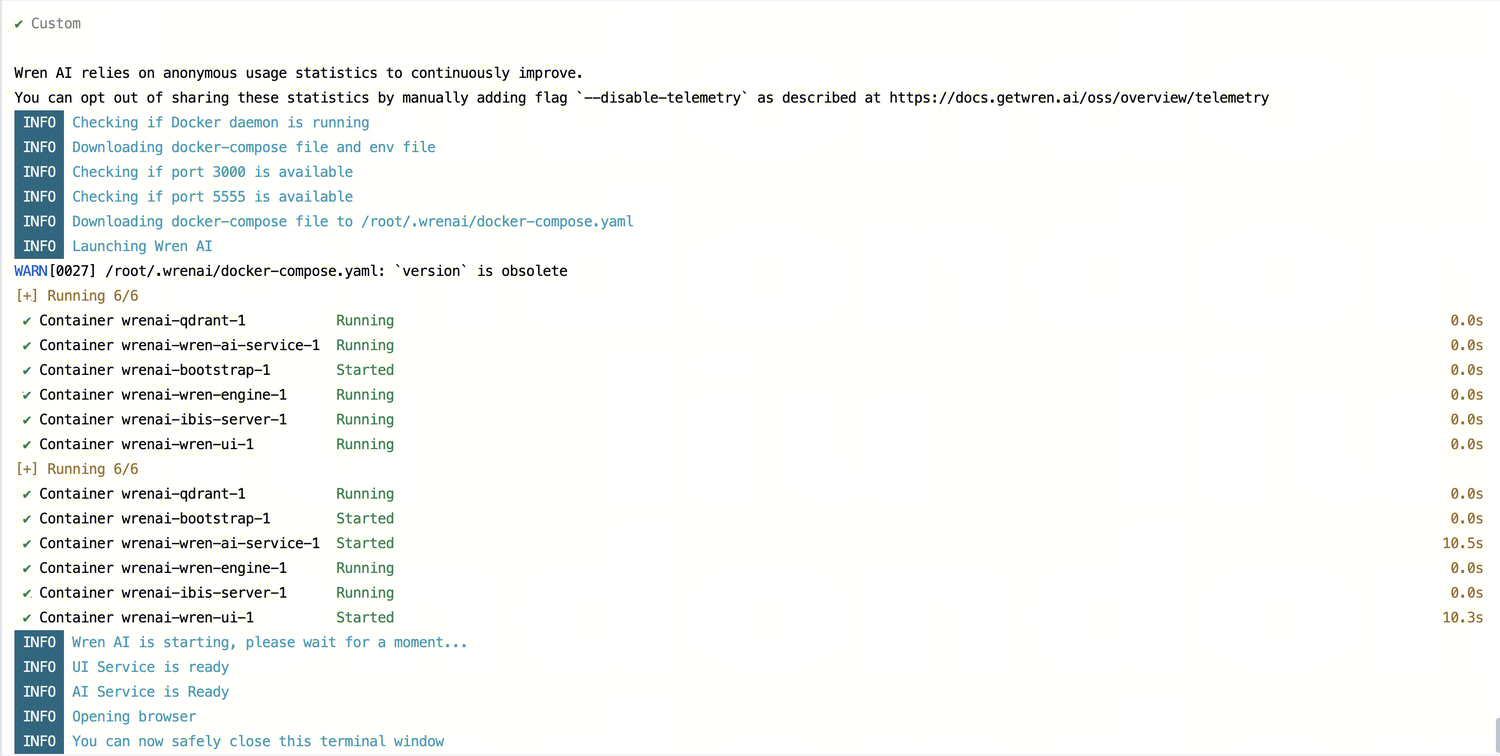 ✔ Custom
Wren AI relies on anonymous usage statistics to continuously improve.
You can opt out of sharing these statistics by manually adding flag `--disable-telemetry` as described at https://docs.getwren.ai/oss/overview/telemetry
INFO Checking if Docker daemon is running
INFO Downloading docker-compose file and env file
INFO Checking if port 3000 is available
INFO Checking if port 5555 is available
INFO Downloading docker-compose file to /root/.wrenai/docker-compose.yaml
INFO Launching Wren AI
WARN[0027] /root/.wrenai/docker-compose.yaml: `version` is obsolete
[+] Running 6/6
✔ Container wrenai-qdrant-1 Running 0.0s
✔ Container wrenai-wren-ai-service-1 Running 0.0s
✔ Container wrenai-bootstrap-1 Started 0.0s
✔ Container wrenai-wren-engine-1 Running 0.0s
✔ Container wrenai-ibis-server-1 Running 0.0s
✔ Container wrenai-wren-ui-1 Running 0.0s
[+] Running 6/6
✔ Container wrenai-qdrant-1 Running 0.0s
✔ Container wrenai-bootstrap-1 Started 0.0s
✔ Container wrenai-wren-ai-service-1 Started 10.5s
✔ Container wrenai-wren-engine-1 Running 0.0s
✔ Container wrenai-ibis-server-1 Running 0.0s
✔ Container wrenai-wren-ui-1 Started 10.3s
INFO Wren AI is starting, please wait for a moment...
INFO UI Service is ready
INFO AI Service is Ready
INFO Opening browser
INFO You can now safely close this terminal window